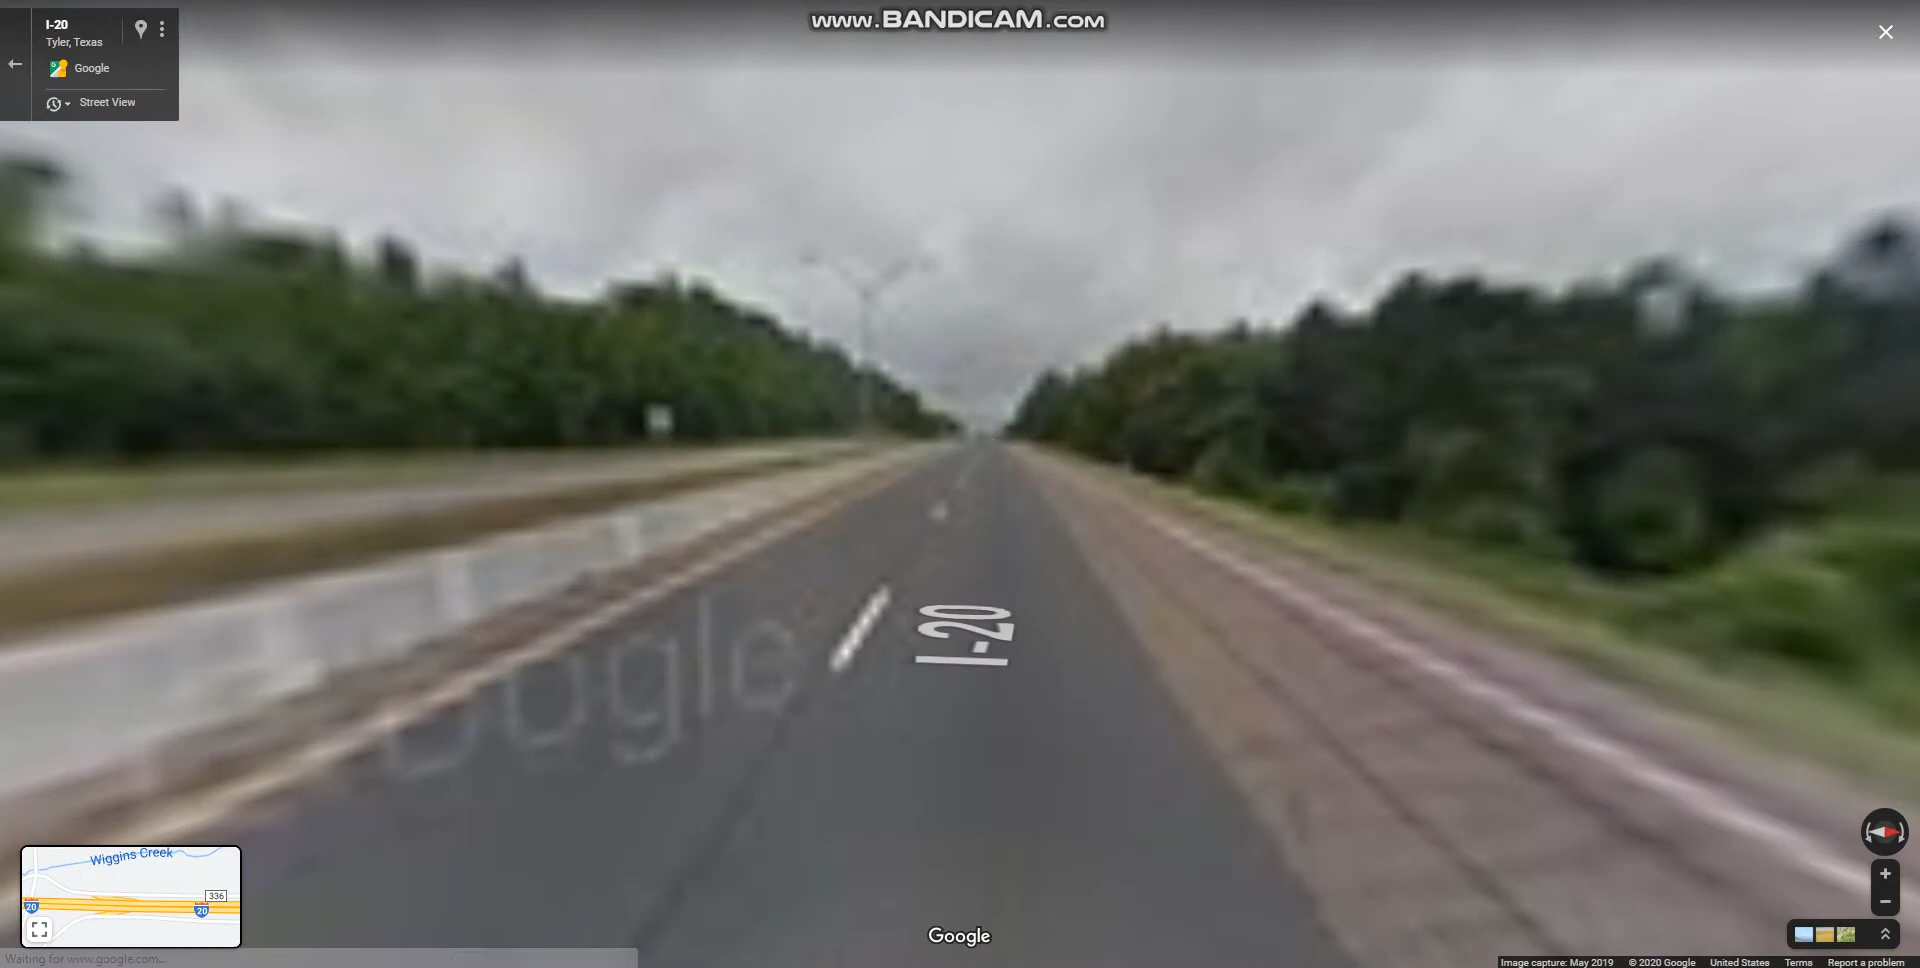 www.BANDICAM.com
I-20
Tyler, Texas
Google
Street View
I-20
Google
Wiggins Creek
336
20
20
Google
Waiting for www.google.com...
Image capture: May 2019 © 2020 Google United States Terms Report a problem